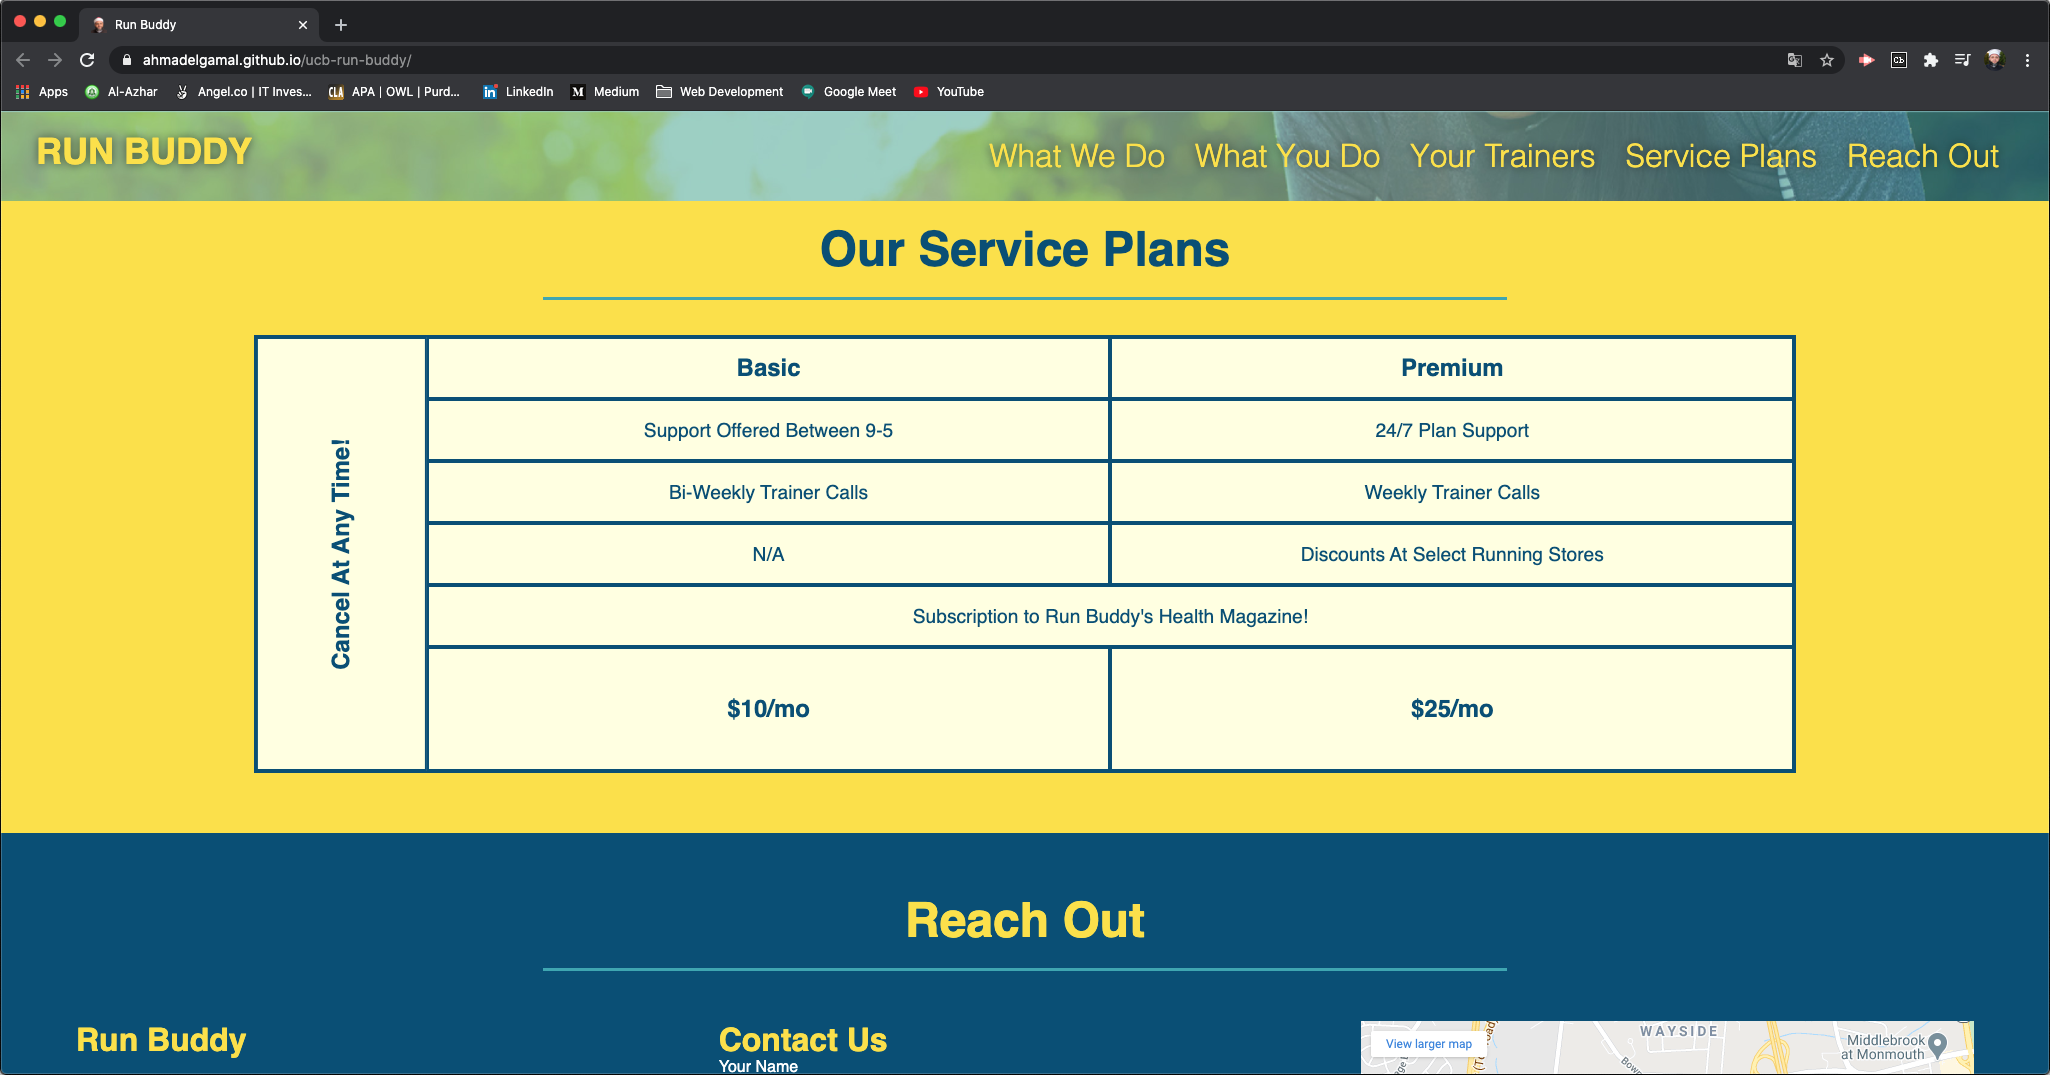 Run Buddy
ahmadelgamal.github.io/ucb-run-buddy/
Apps Al-Azhar Angel.co | IT Inves... CLA APA | OWL | Purd... LinkedIn Medium Web Development Google Meet YouTube
RUN BUDDY What We Do What You Do Your Trainers Service Plans Reach Out
Our Service Plans
Cancel At Any Time!
Basic Premium
Support Offered Between 9-5 24/7 Plan Support
Bi-Weekly Trainer Calls Weekly Trainer Calls
N/A Discounts At Select Running Stores
Subscription to Run Buddy's Health Magazine!
$10/mo $25/mo
Reach Out
Run Buddy
Contact Us
Your Name
View larger map
WAYSIDE
Middlebrook
at Monmouth